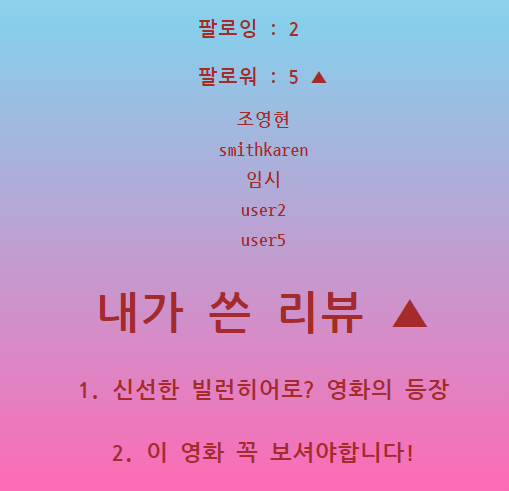 팔로잉 : 2
팔로워 : 5 ▲
조영현
smithkaren
임시
user2
user5
내가 쓴 리뷰 ▲
1. 신선한 빌런히어로? 영화의 등장
2. 이 영화 꼭 보셔야합니다!